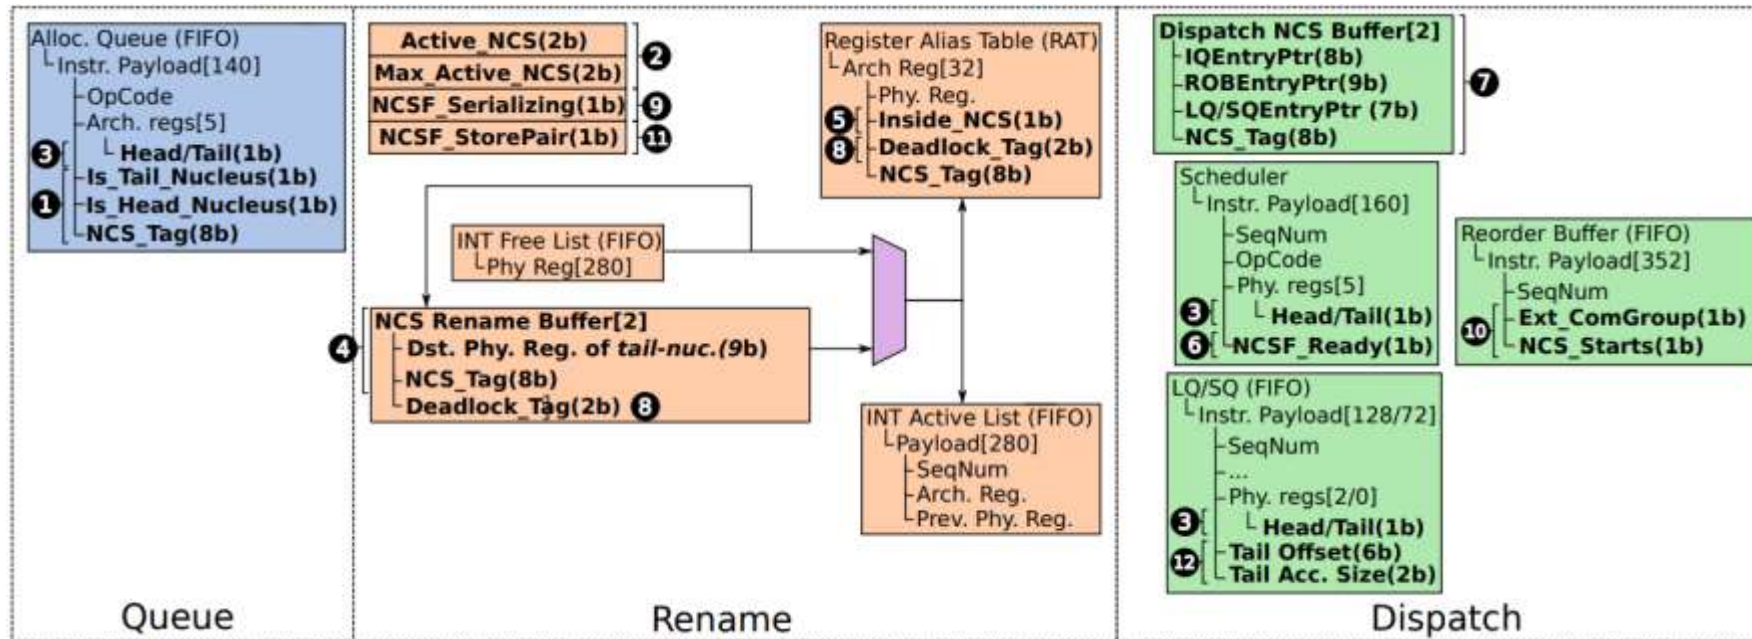 Alloc. Queue (FIFO)
Instr. Payload[140]
OpCode
Arch. regs[5]
3
Head/Tail(1b)
Is_Tail_Nucleus(1b)
1
Is_Head_Nucleus(1b)
NCS_Tag(8b)
Queue
Active_NCS(2b)
2
Max_Active_NCS(2b)
NCSF_Serializing(1b)
9
NCSF_StorePair(1b)
11
INT Free List (FIFO)
Phy Reg[280]
4
NCS Rename Buffer[2]
Dst. Phy. Reg. of tail-nuc.(9b)
NCS_Tag(8b)
Deadlock_Tag(2b)
8
Register Alias Table (RAT)
Arch Reg[32]
Phy. Reg.
5
Inside_NCS(1b)
8
Deadlock_Tag(2b)
NCS_Tag(8b)
INT Active List (FIFO)
Payload[280]
SeqNum
Arch. Reg.
Prev. Phy. Reg.
Rename
Dispatch NCS Buffer[2]
IQEntryPtr(8b)
ROBEntryPtr(9b)
7
LQ/SQEntryPtr (7b)
NCS_Tag(8b)
Scheduler
Instr. Payload[160]
SeqNum
OpCode
Phy. regs[5]
3
Head/Tail(1b)
6
NCSF_Ready(1b)
Reorder Buffer (FIFO)
Instr. Payload[352]
SeqNum
Ext_ComGroup(1b)
10
NCS_Starts(1b)
LQ/SQ (FIFO)
Instr. Payload[128/72]
SeqNum
...
Phy. regs[2/0]
3
Head/Tail(1b)
Tail Offset(6b)
12
Tail Acc. Size(2b)
Dispatch